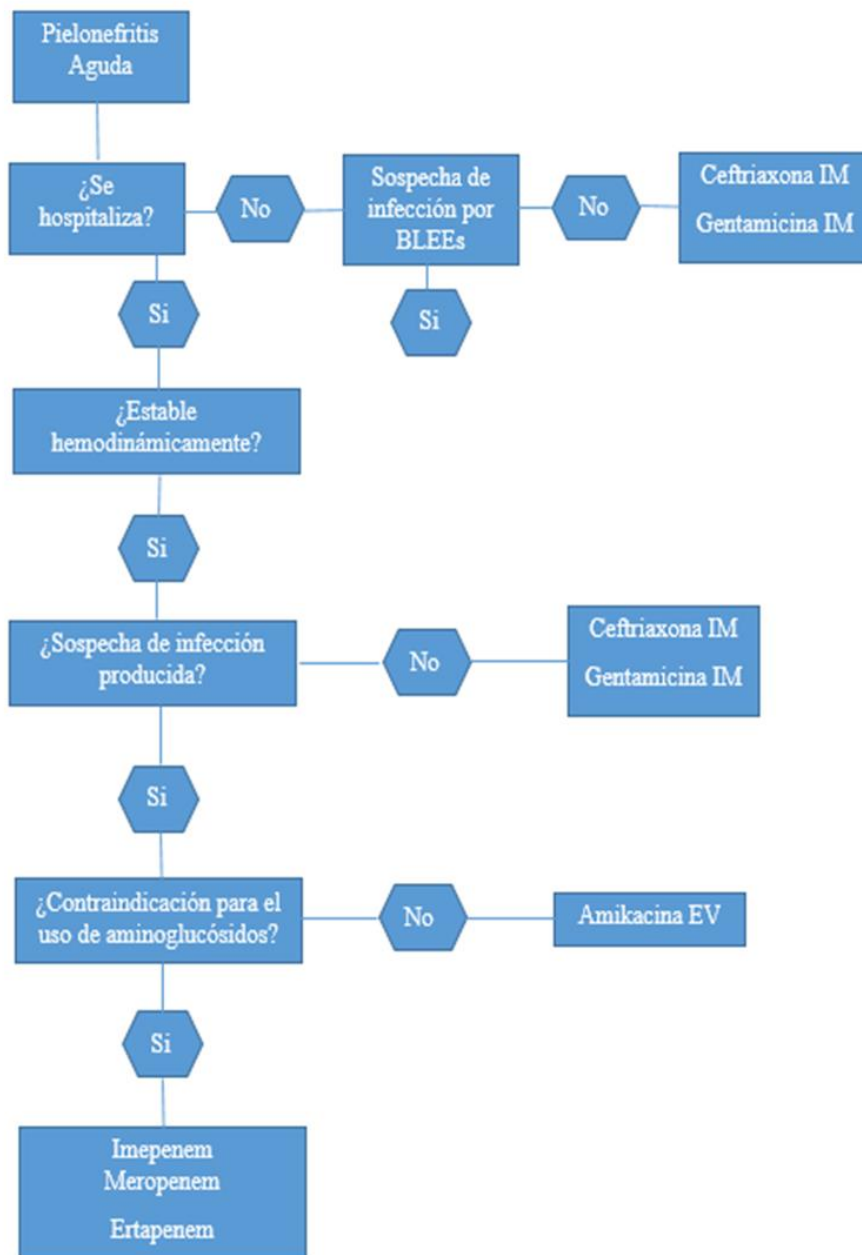 Pielonefritis
Aguda
¿Se
hospitaliza?
No
Sospecha de
infección por
BLEEs
No
Ceftriaxona IM
Gentamicina IM
Si
Si
¿Estable
hemodinámicamente?
Si
¿Sospecha de infección
producida?
No
Ceftriaxona IM
Gentamicina IM
Si
¿Contraindicación para el
uso de aminoglucósidos?
No
Amikacina EV
Si
Imepenem
Meropenem
Ertapenem